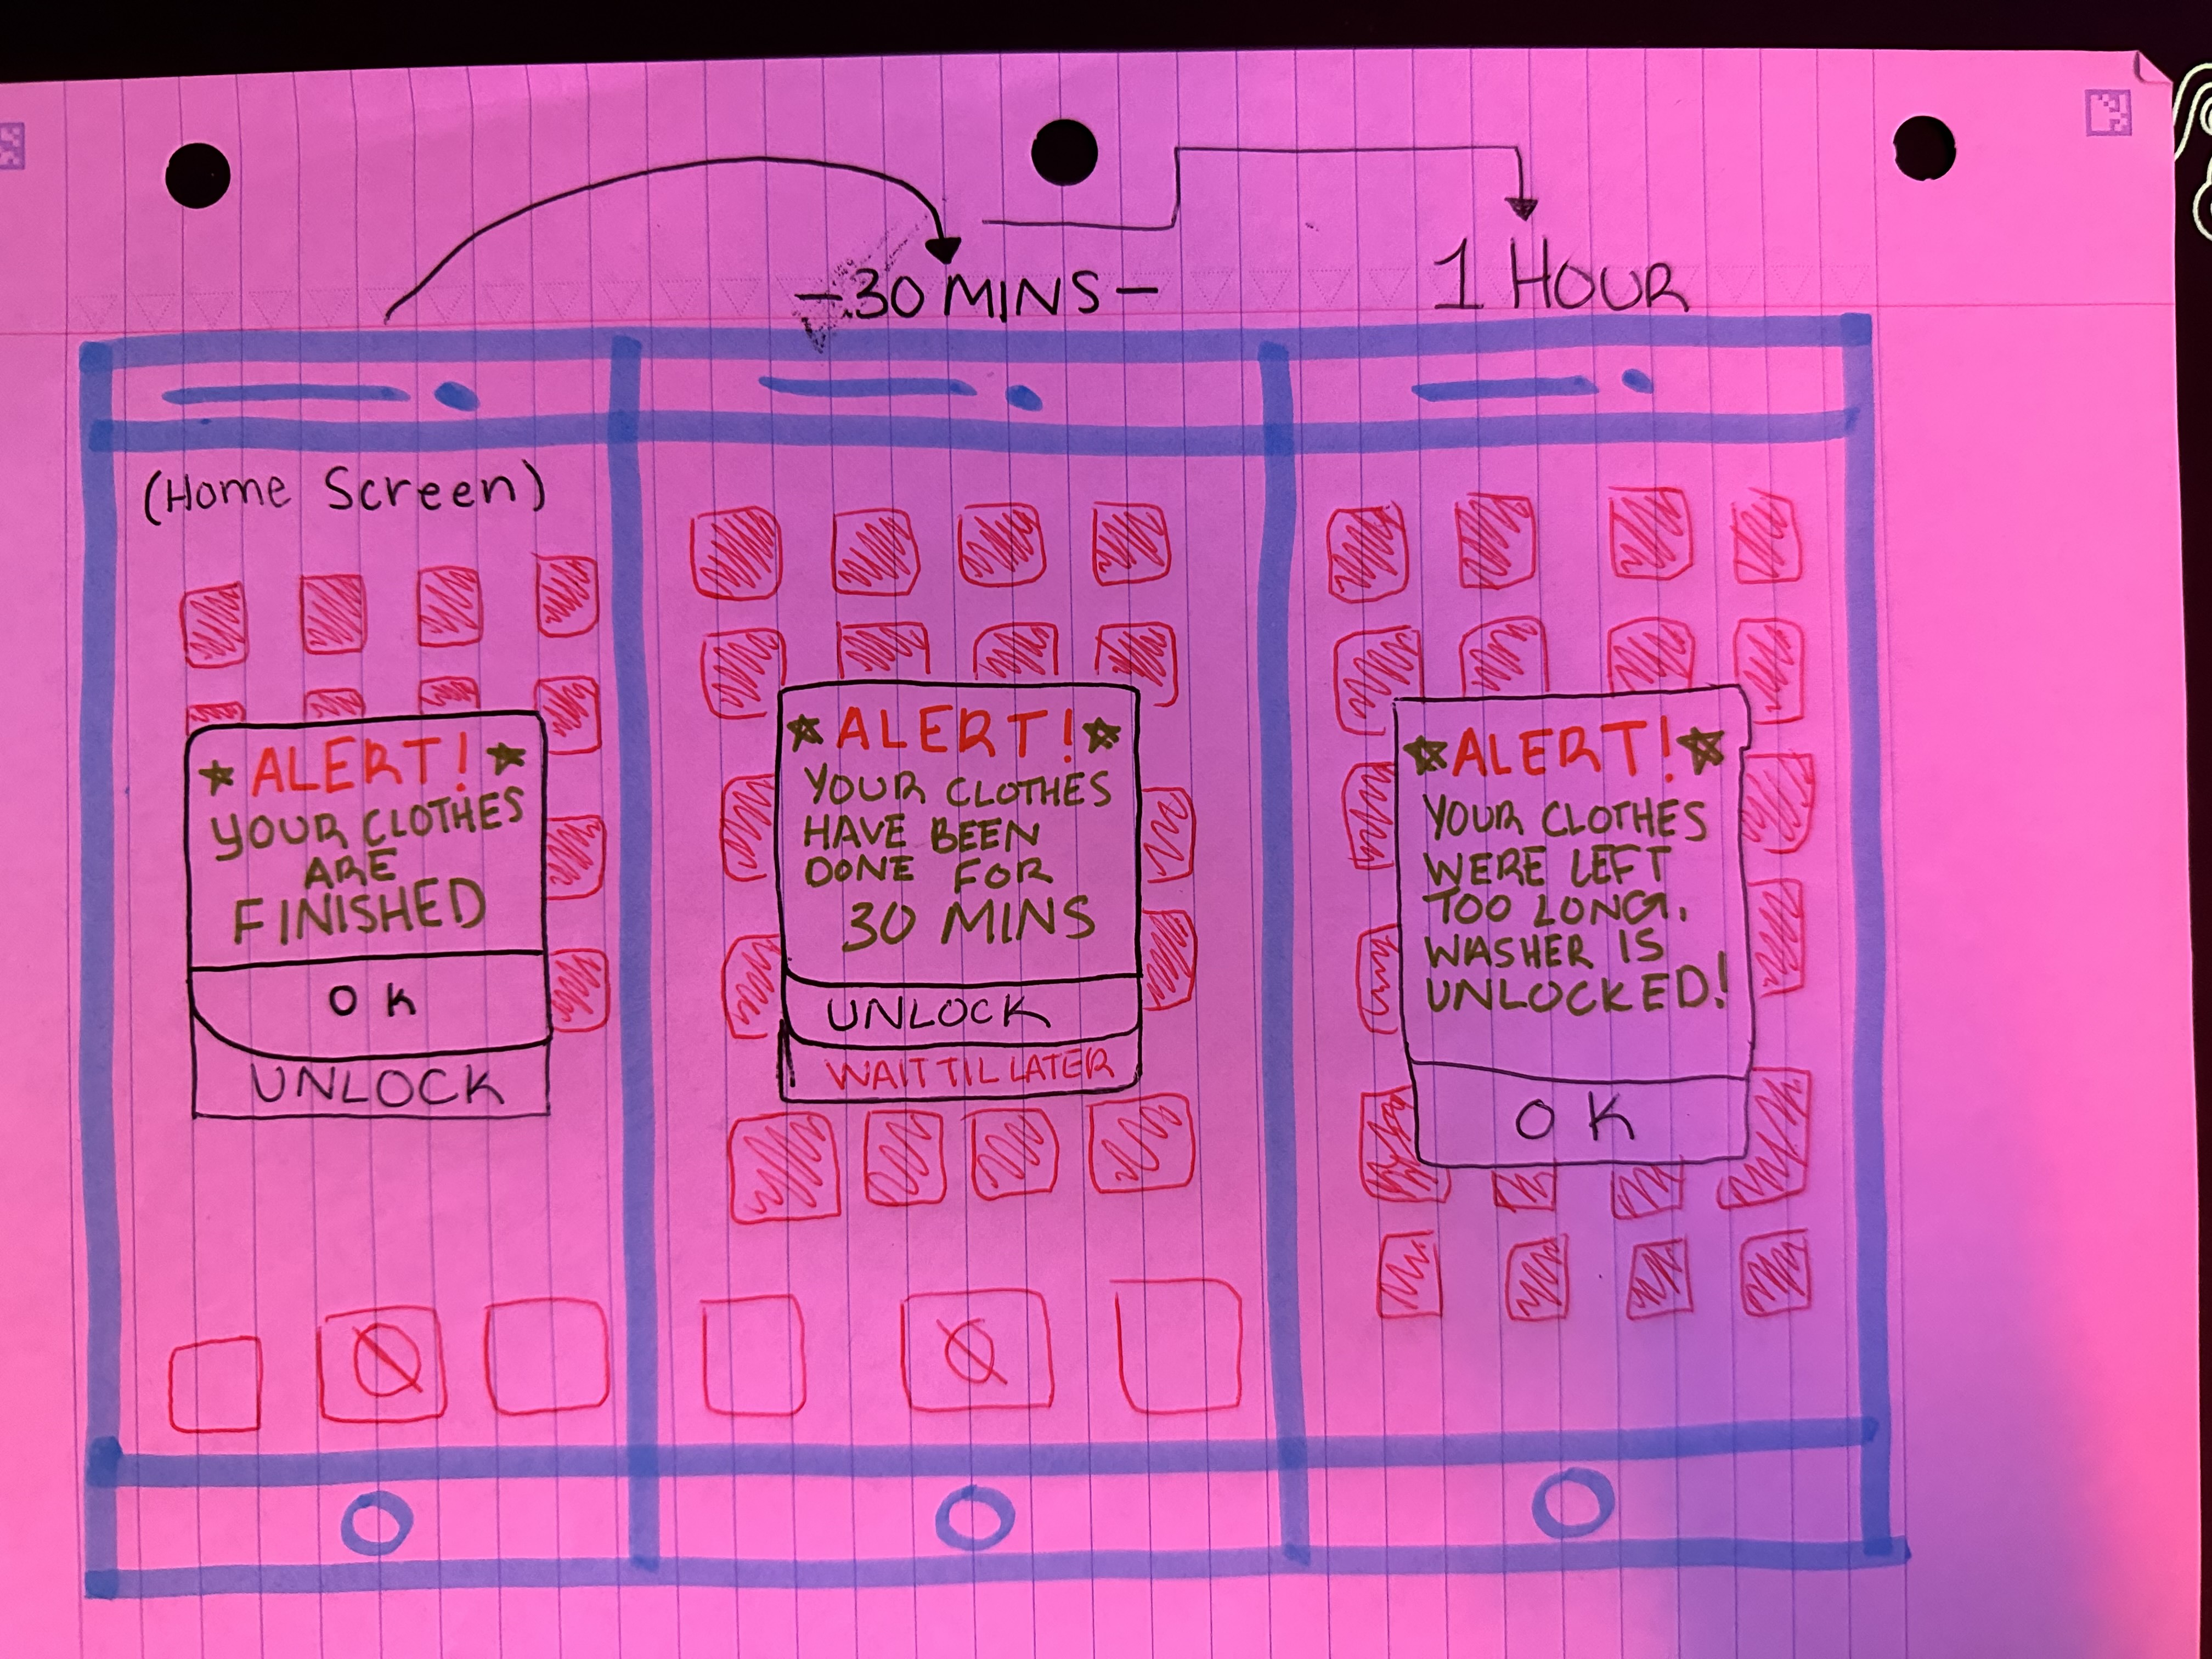 -30 MINS-
1 HOUR
(Home Screen)
ALERT!
YOUR CLOTHES
ARE
FINISHED
OK
UNLOCK
ALERT!
YOUR CLOTHES
HAVE BEEN
DONE FOR
30 MINS
UNLOCK
WAIT TIL LATER
ALERT!
YOUR CLOTHES
WERE LEFT
TOO LONG.
WASHER IS
UNLOCKED!
OK